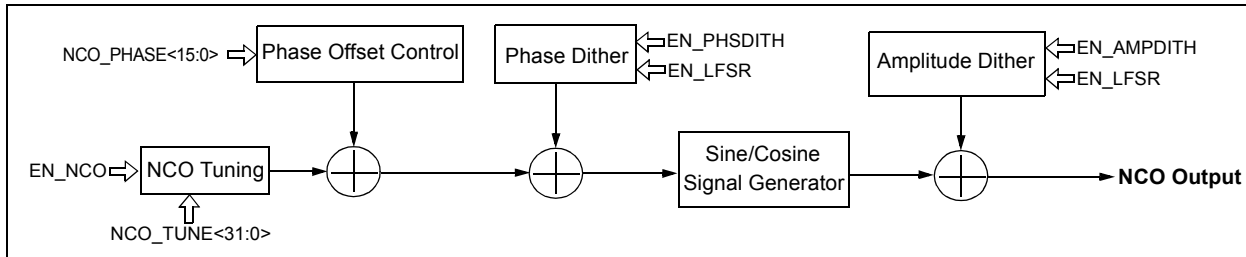 NCO_PHASE<15:0>
Phase Offset Control
Phase Dither
EN_PHSDITH
EN_LFSR
Amplitude Dither
EN_AMPDITH
EN_LFSR
EN_NCO
NCO Tuning
NCO_TUNE<31:0>
Sine/Cosine
Signal Generator
NCO Output